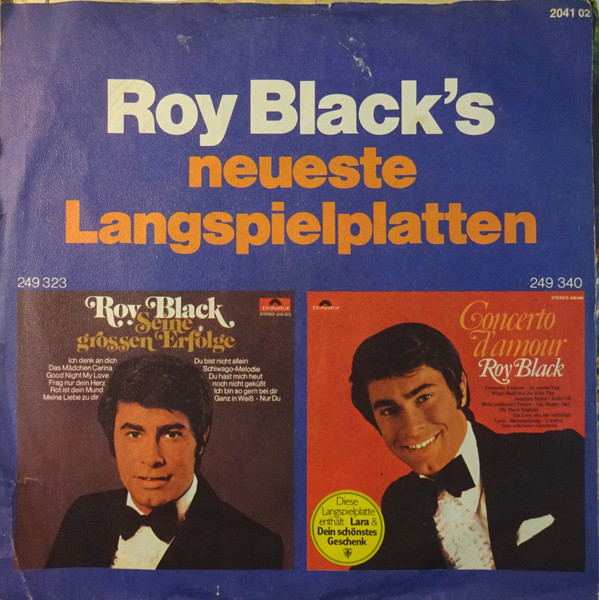 2041 02
Roy Black's
neueste
Langspielplatten
249 323
249 340
Roy Black
Seine
grossen Erfolge
Polydor
STEREO 249 323
Ich denk an dich
Das Mädchen Carina
Good Night My Love
Frag nur dein Herz
Rot ist dein Mund
Meine Liebe zu dir
Du bist nicht allein
Schiwago-Melodie
Du hast mich heut
noch nicht geküßt
Ich bin so gern bei dir
Ganz in Weiß · Nur Du
Polydor
Concerto
d'amour
Roy Black
Diese
Langspielplatte
enthält Lara &
Dein schönstes
Geschenk